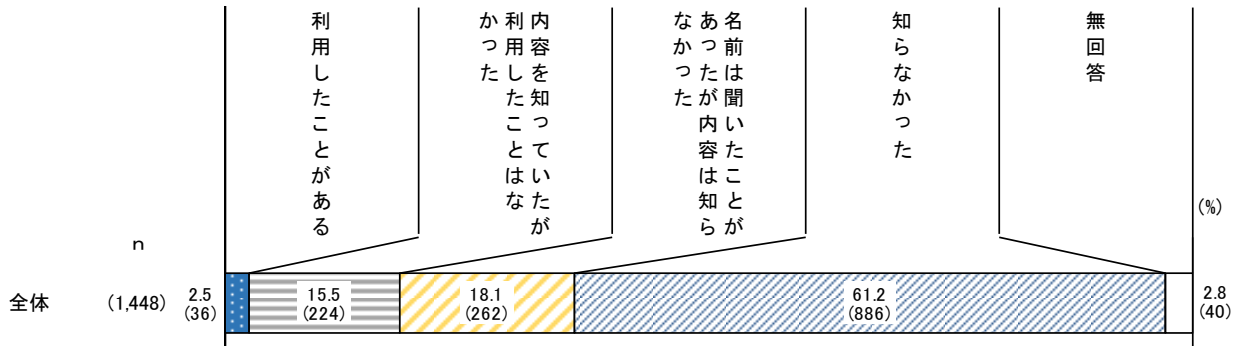 利用したことがある
内容を知っていたが
利用したことはな
かった
名前は聞いたことが
あったが内容は知ら
なかった
知らなかった
無回答
(%)
n
全体
(1,448)
2.5
(36)
15.5
(224)
18.1
(262)
61.2
(886)
2.8
(40)